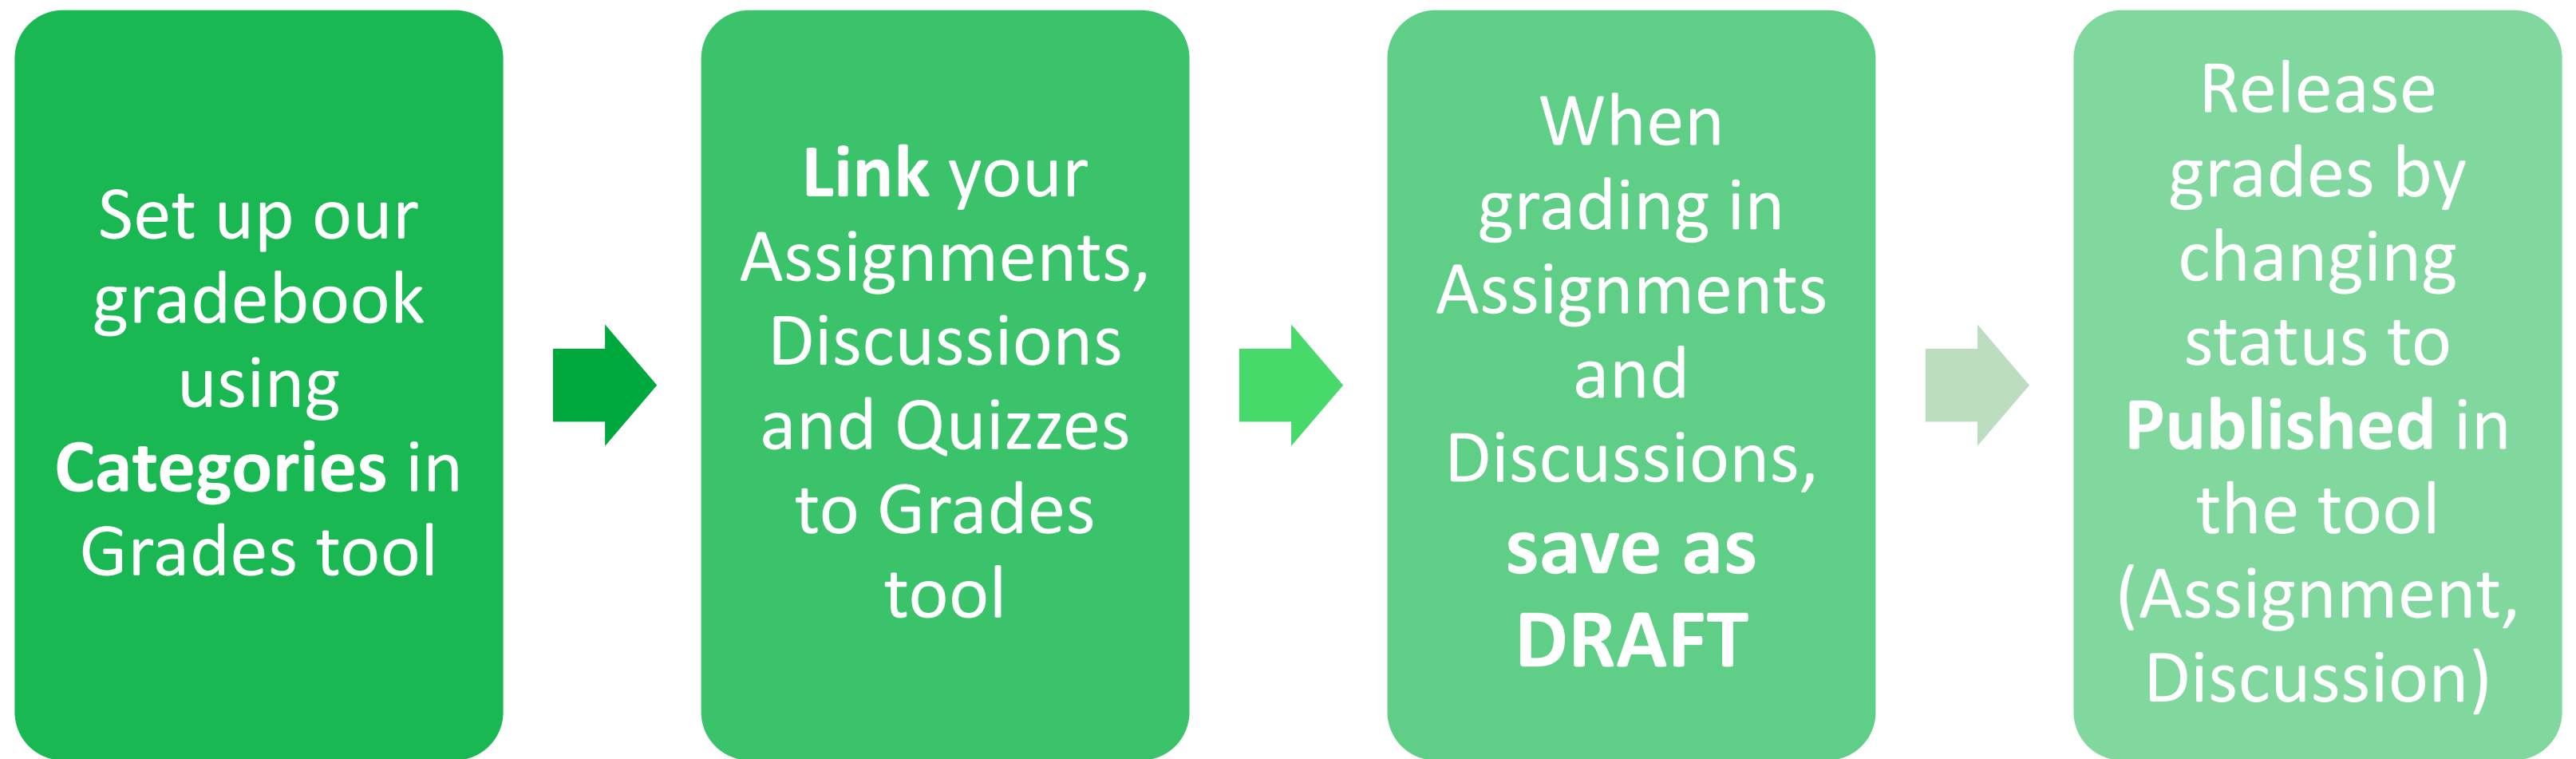 Set up our
gradebook
using
Categories in
Grades tool
Link your
Assignments,
Discussions
and Quizzes
to Grades
tool
When
grading in
Assignments
and
Discussions,
save as
DRAFT
Release
grades by
changing
status to
Published in
the tool
(Assignment,
Discussion)